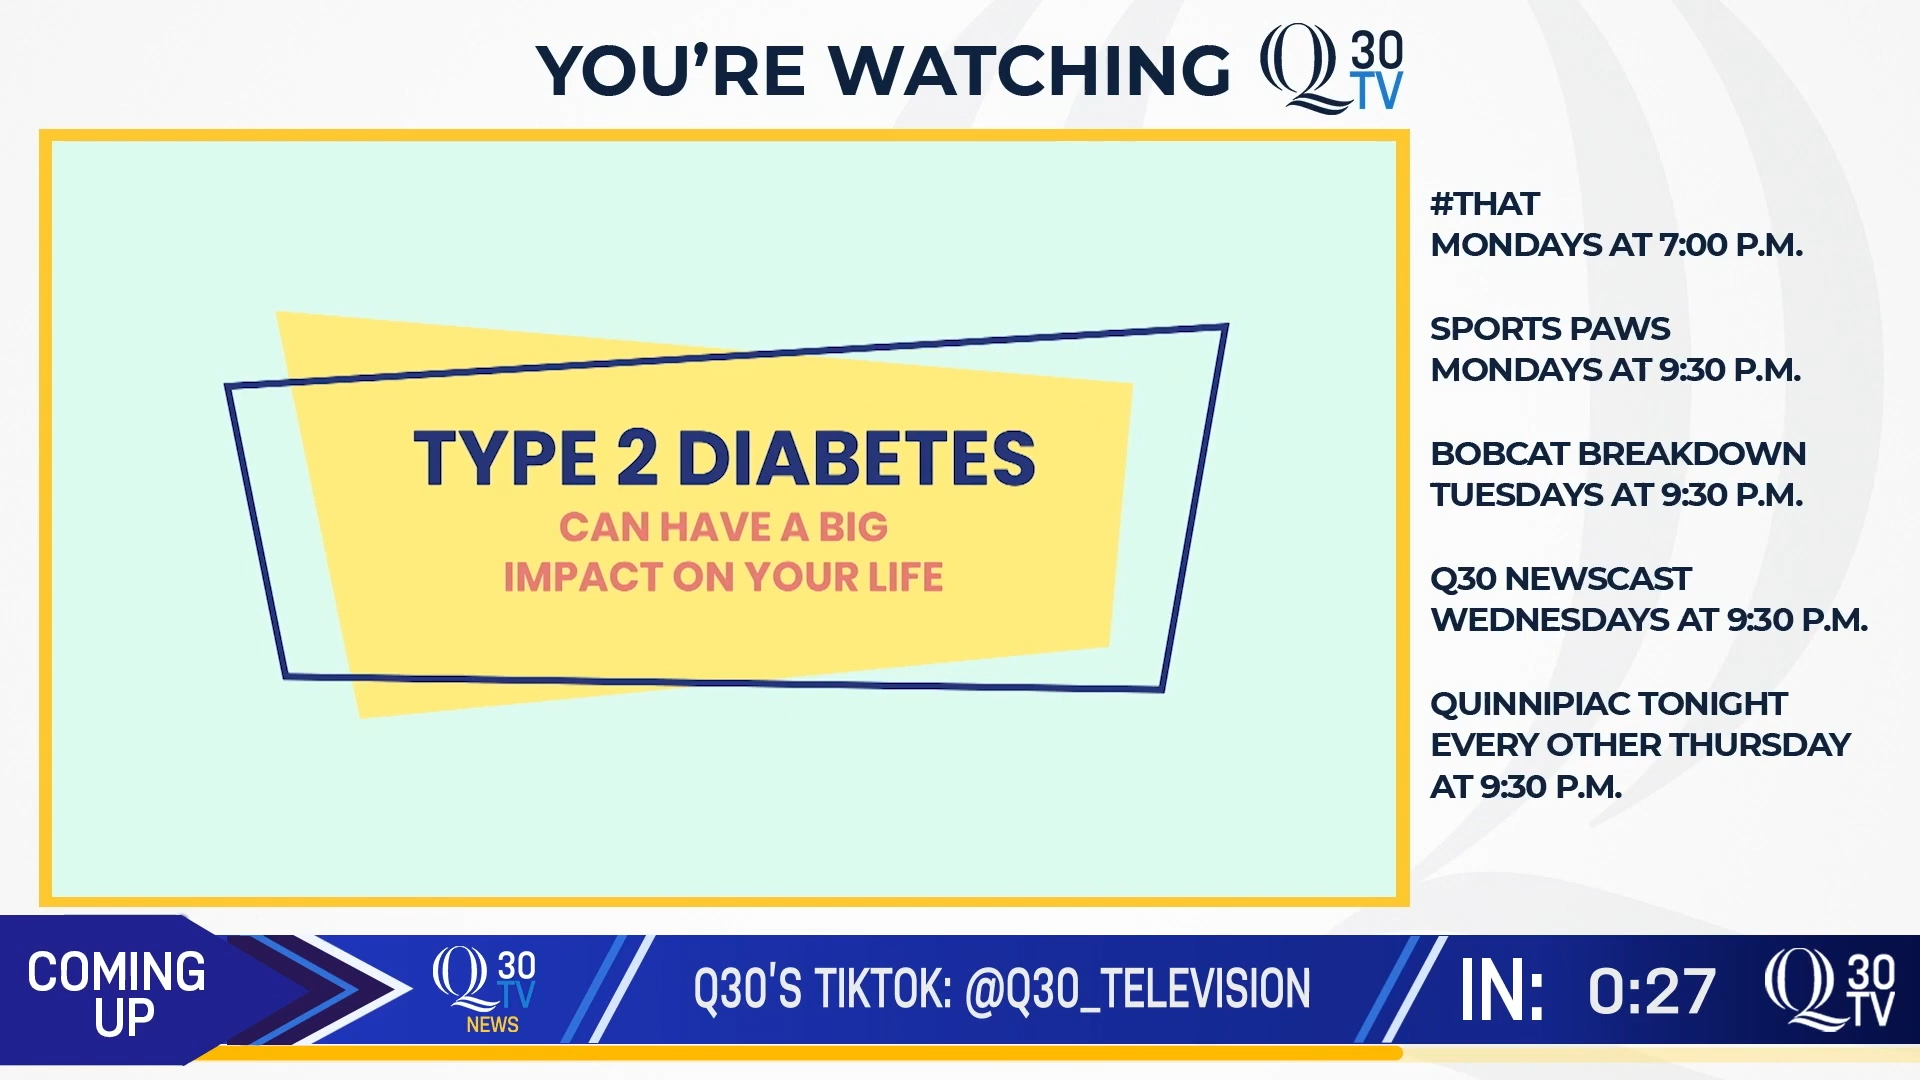 YOU'RE WATCHING Q 30 TV
TYPE 2 DIABETES
CAN HAVE A BIG
IMPACT ON YOUR LIFE
#THAT
MONDAYS AT 7:00 P.M.
SPORTS PAWS
MONDAYS AT 9:30 P.M.
BOBCAT BREAKDOWN
TUESDAYS AT 9:30 P.M.
Q30 NEWSCAST
WEDNESDAYS AT 9:30 P.M.
QUINNIPIAC TONIGHT
EVERY OTHER THURSDAY
AT 9:30 P.M.
COMING
UP
Q 30
TV
NEWS
Q30'S TIKTOK: @Q30_TELEVISION
IN: 0:27
Q 30
TV